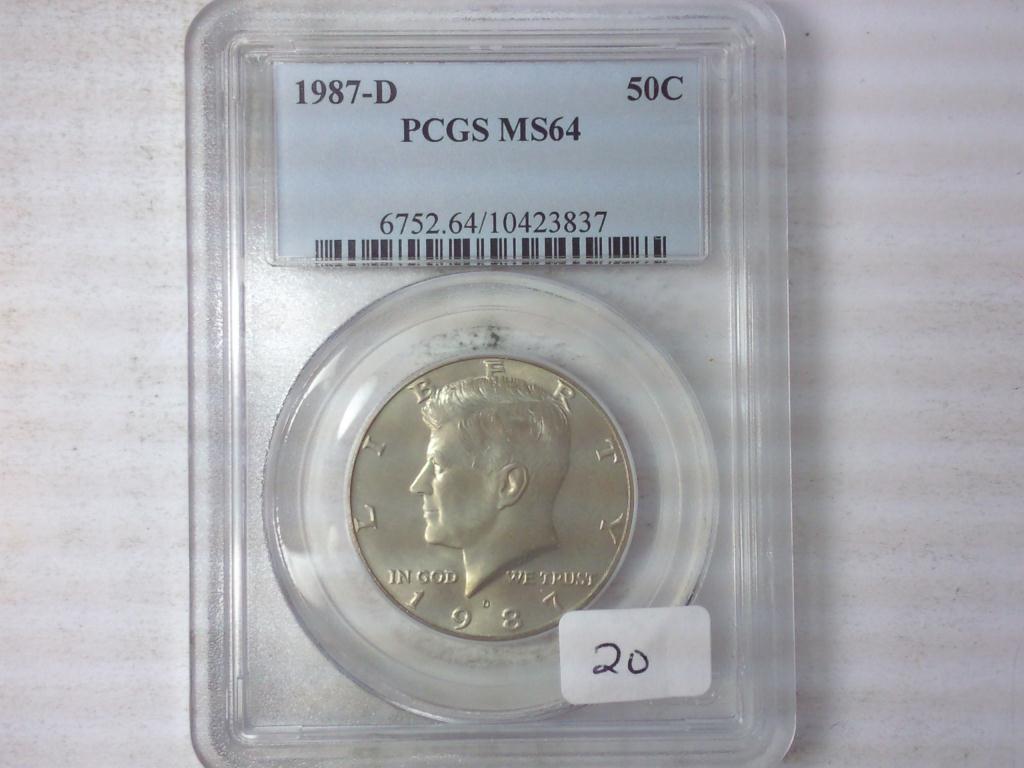 1987-D 50C
PCGS MS64
6752.64/10423837
LIBERTY
IN GOD WE TRUST
D
1987
20